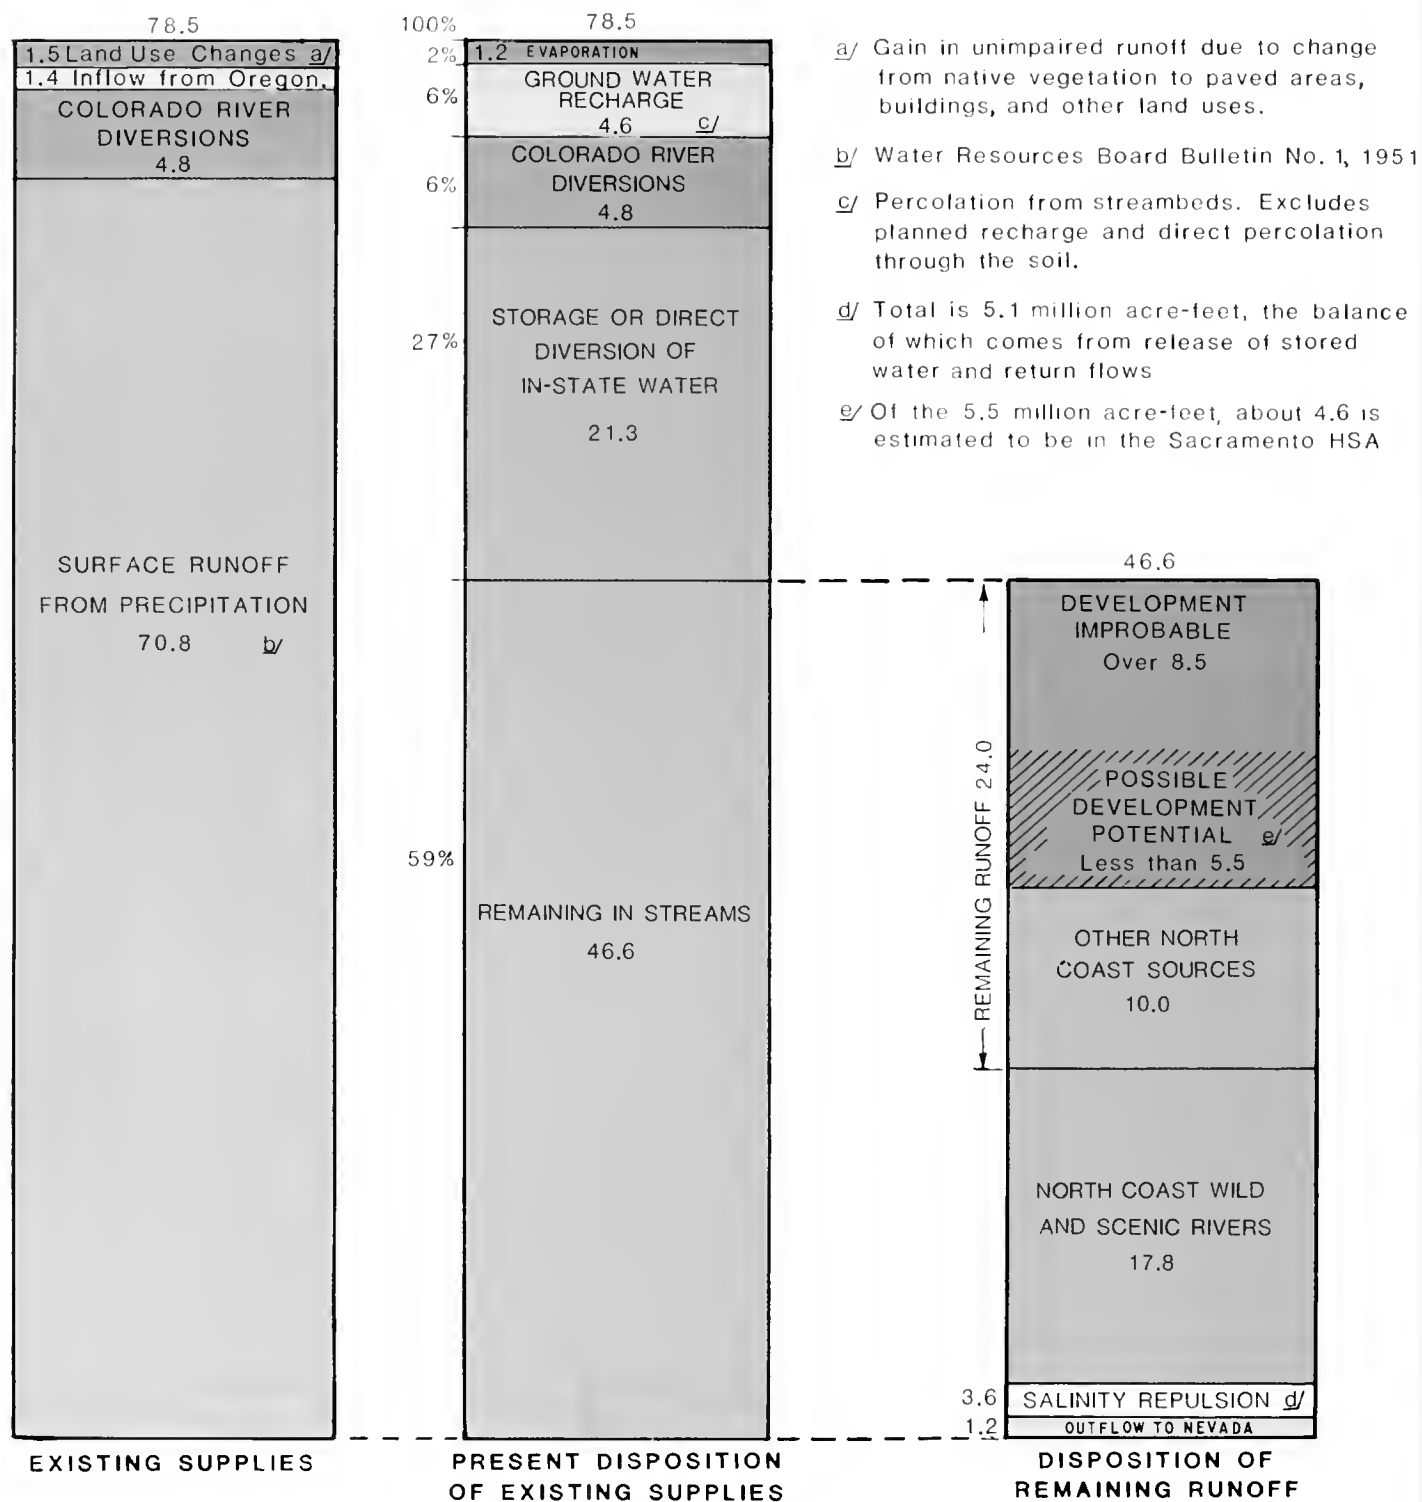 78.5
1.5 Land Use Changes a/
1.4 Inflow from Oregon,
COLORADO RIVER
DIVERSIONS
4.8
SURFACE RUNOFF
FROM PRECIPITATION
70.8 b/
EXISTING SUPPLIES
78.5
100%
2%
1.2 EVAPORATION
6%
GROUND WATER
RECHARGE
4.6 c/
6%
COLORADO RIVER
DIVERSIONS
4.8
27%
STORAGE OR DIRECT
DIVERSION OF
IN-STATE WATER
21.3
59%
REMAINING IN STREAMS
46.6
PRESENT DISPOSITION
OF EXISTING SUPPLIES
a/ Gain in unimpaired runoff due to change
from native vegetation to paved areas,
buildings, and other land uses.
b/ Water Resources Board Bulletin No. 1, 1951
c/ Percolation from streambeds. Excludes
planned recharge and direct percolation
through the soil.
d/ Total is 5.1 million acre-feet, the balance
of which comes from release of stored
water and return flows
e/ Of the 5.5 million acre-feet, about 4.6 is
estimated to be in the Sacramento HSA
46.6
DEVELOPMENT
IMPROBABLE
Over 8.5
POSSIBLE
DEVELOPMENT
POTENTIAL e/
Less than 5.5
REMAINING RUNOFF 24.0
OTHER NORTH
COAST SOURCES
10.0
NORTH COAST WILD
AND SCENIC RIVERS
17.8
3.6 SALINITY REPULSION d/
1.2 OUTFLOW TO NEVADA
DISPOSITION OF
REMAINING RUNOFF